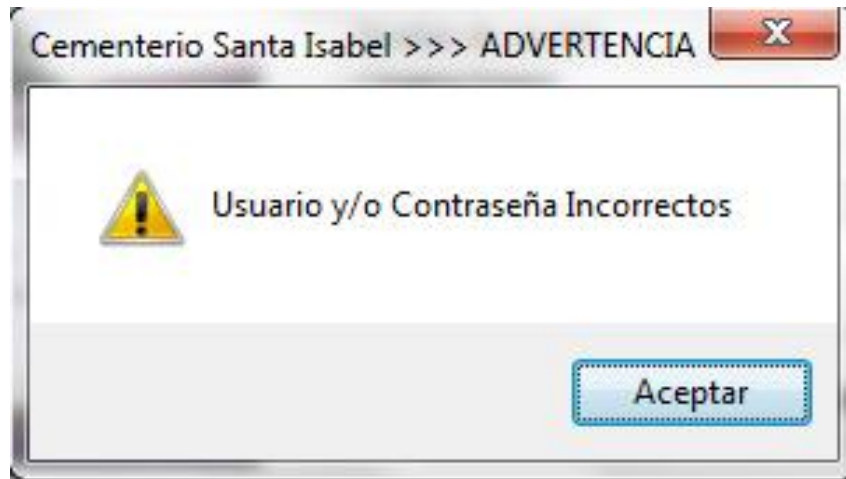 Cementerio Santa Isabel >>> ADVERTENCIA
Usuario y/o Contraseña Incorrectos
Aceptar